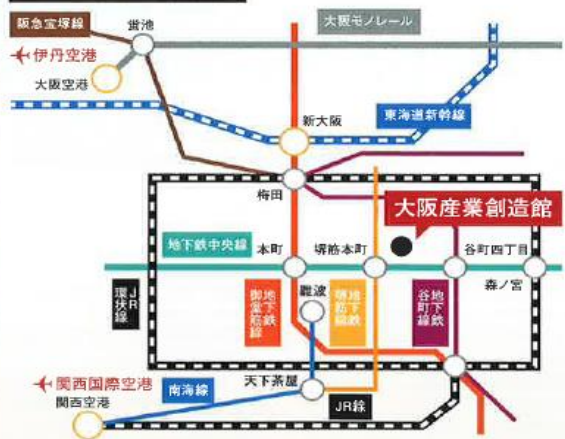 阪急宝塚線
蛍池
大阪モノレール
伊丹空港
大阪空港
新大阪
東海道新幹線
梅田
大阪産業創造館
地下鉄中央線
本町
堺筋本町
谷町四丁目
森ノ宮
JR
環状線
地下鉄
御堂筋線
難波
地下鉄
堺筋線
地下鉄
谷町線
関西国際空港
関西空港
南海線
天下茶屋
JR線